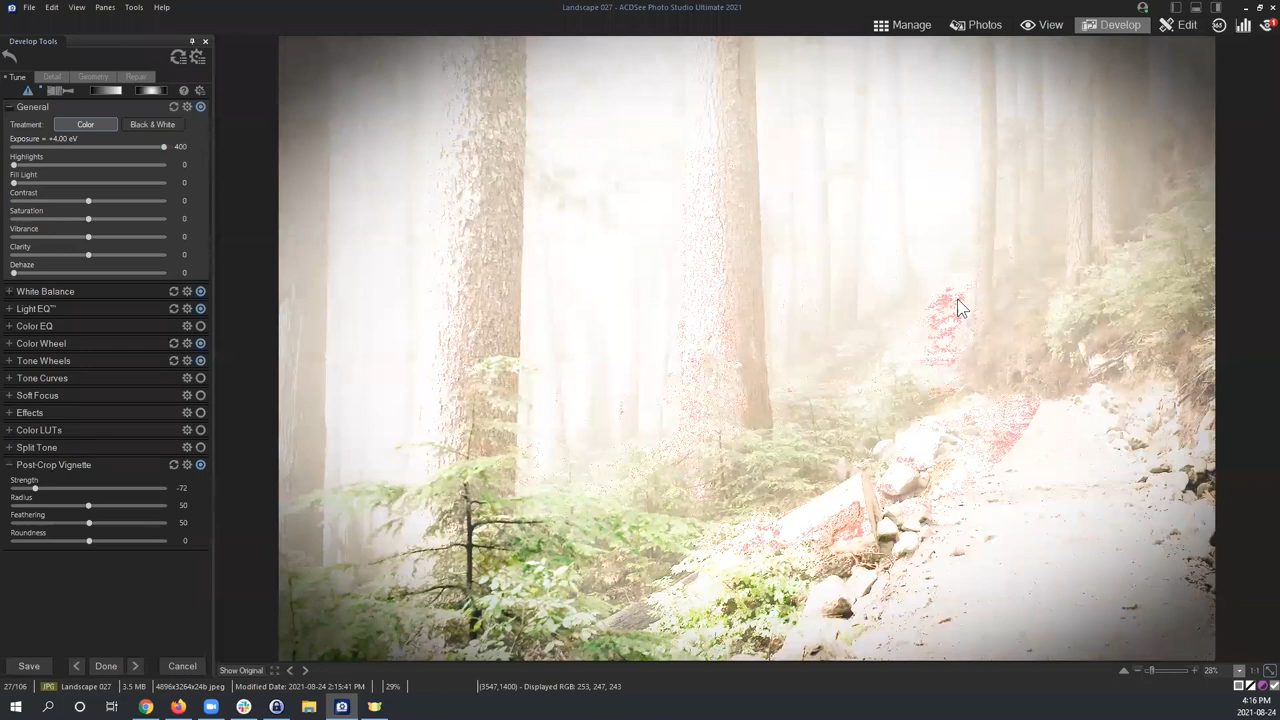 File Edit View Panes Tools Help
Landscape 027 - ACDSee Photo Studio Ultimate 2021
Manage Photos View Develop Edit 365
Develop Tools
Tune Detail Geometry Repair
General
Treatment: Color Black & White
Exposure = +4.00 eV
400
Highlights
0
Fill Light
0
Contrast
0
Saturation
0
Vibrance
0
Clarity
0
Dehaze
0
White Balance
Light EQ™
Color EQ
Color Wheel
Tone Wheels
Tone Curves
Soft Focus
Effects
Color LUTs
Split Tone
Post-Crop Vignette
Strength
-72
Radius
50
Feathering
50
Roundness
0
Save Done Cancel
Show Original
28% 1:1
27/106 JPG Landscape 027 3.5 MB 4896x3264x24b jpeg Modified Date: 2021-08-24 2:15:41 PM 29% (3547,1400) - Displayed RGB: 253, 247, 243
4:16 PM
2021-08-24